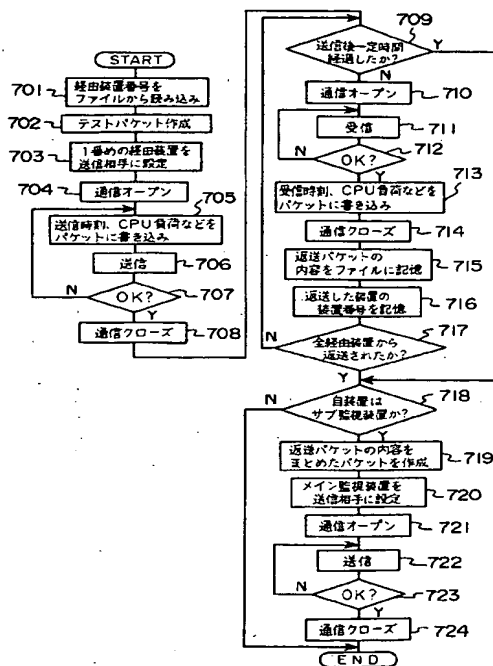 START
701
経由装置番号を
ファイルから読み込み
702
テストパケット作成
703
1番めの経由装置を
送信相手に設定
704
通信オープン
705
送信時刻、CPU負荷などを
パケットに書き込み
送信
706
N
OK?
707
Y
通信クローズ
708
709
送信後一定時間
経過したか?
Y
N
通信オープン
710
受信
711
N
OK?
712
Y
受信時刻、CPU負荷などを
パケットに書き込み
713
通信クローズ
714
返送パケットの
内容をファイルに記憶
715
返送した装置の
装置番号を記憶
716
全経由装置から
返送されたか?
717
N
Y
自装置は
サブ監視装置か?
718
N
Y
返送パケットの内容を
まとめたパケットを作成
719
メイン監視装置を
送信相手に設定
720
通信オープン
721
送信
722
N
OK?
723
Y
通信クローズ
724
END